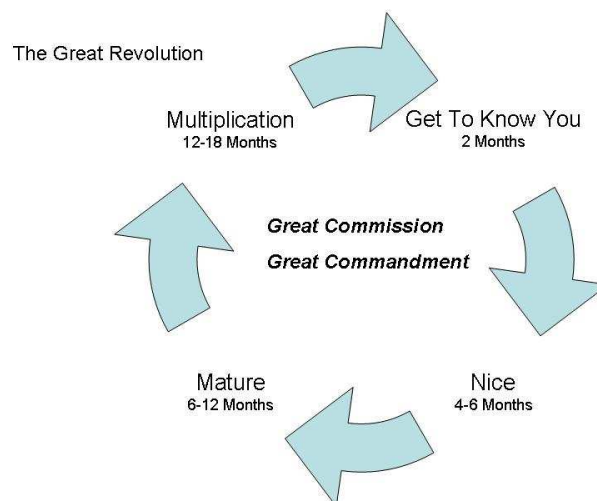 The Great Revolution
Multiplication
12-18 Months
Get To Know You
2 Months
Great Commission
Great Commandment
Mature
6-12 Months
Nice
4-6 Months